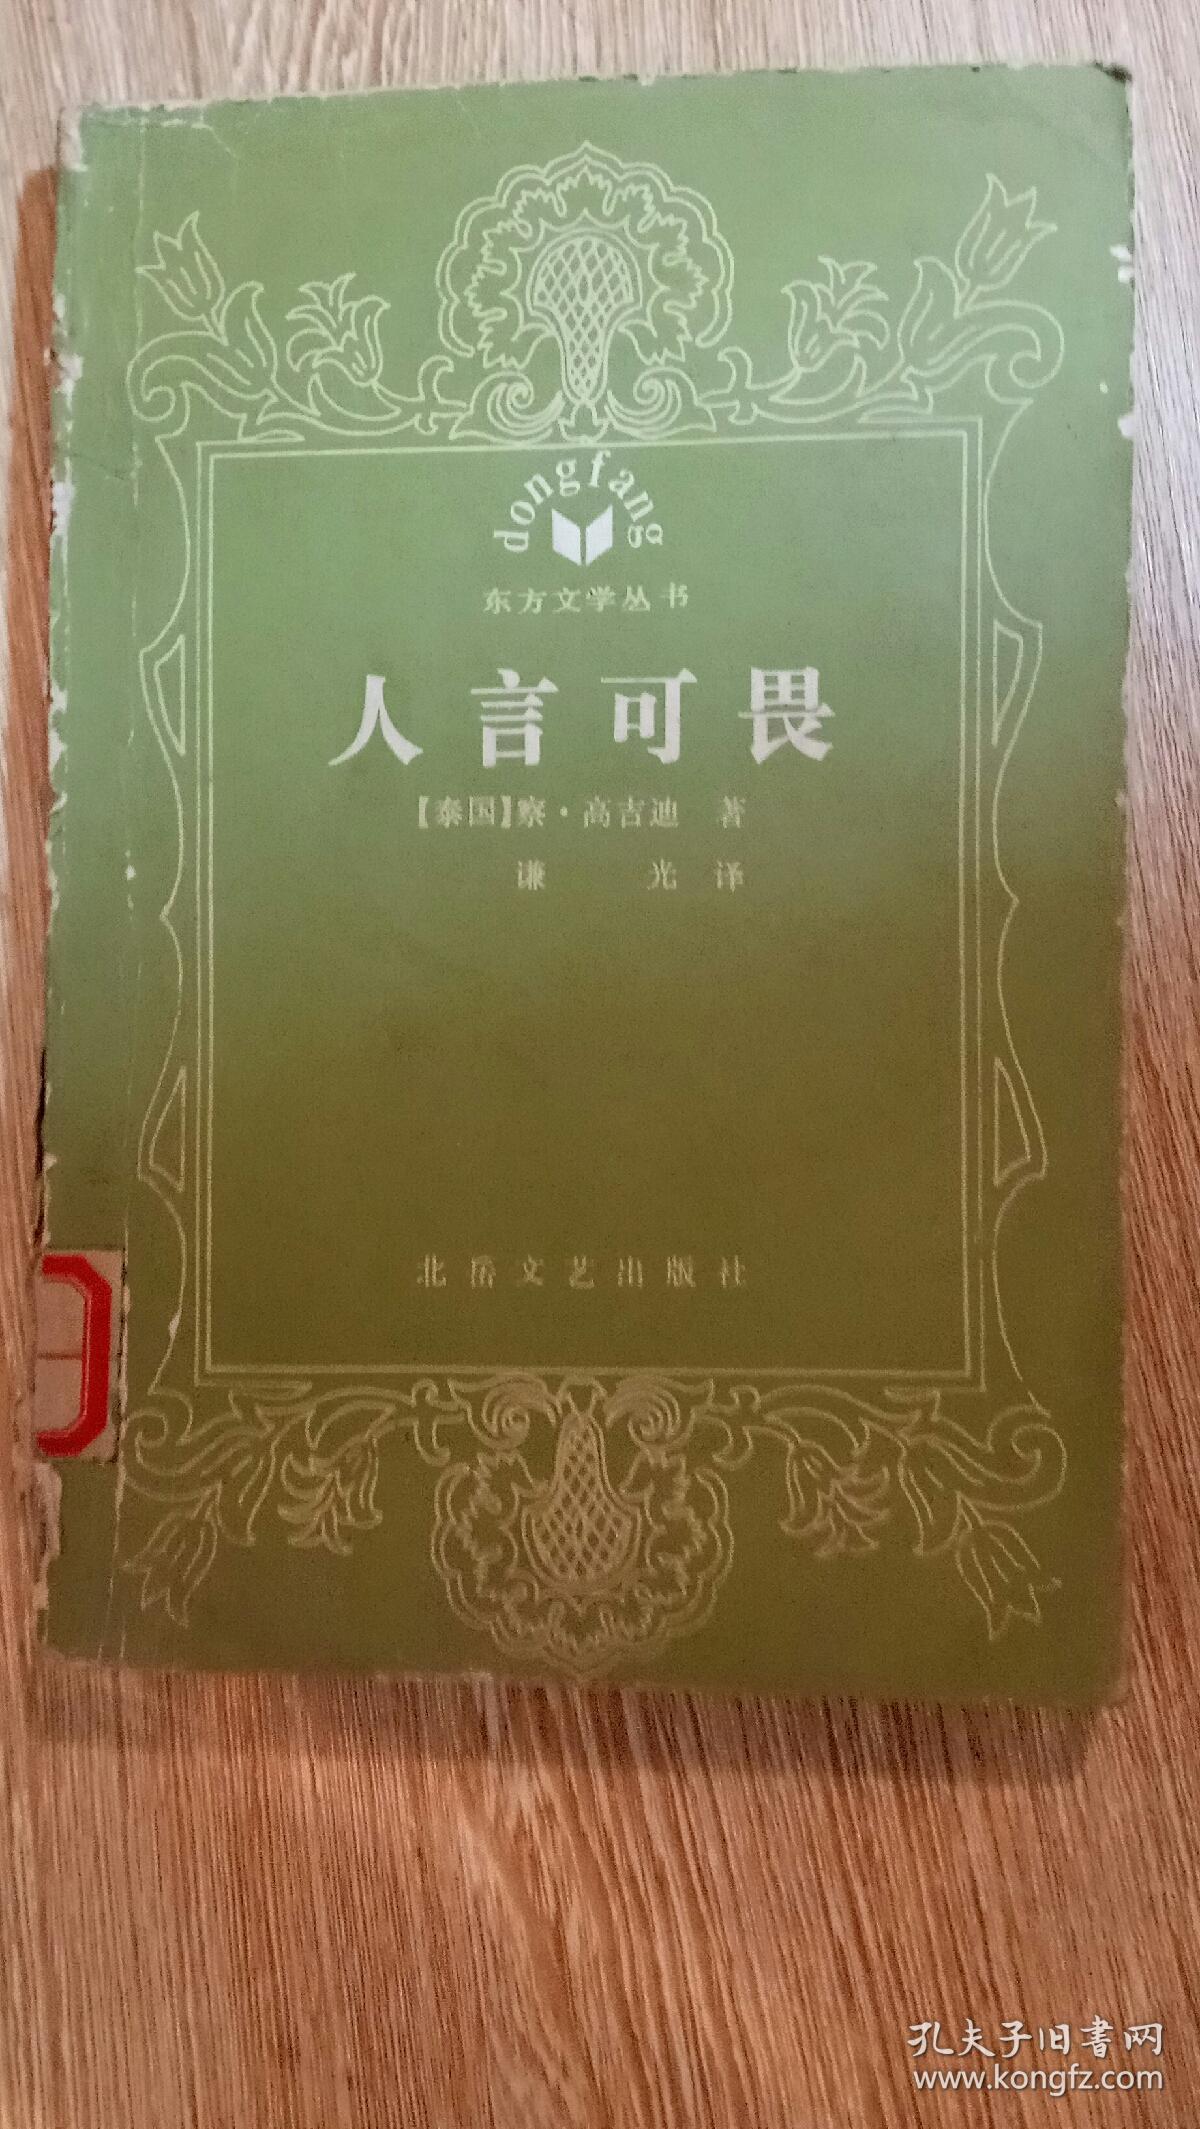 dongfang
东方文学丛书
人言可畏
【泰国】察·高吉迪 著
谦 光 译
北岳文艺出版社
孔夫子旧書网
www.kongfz.com